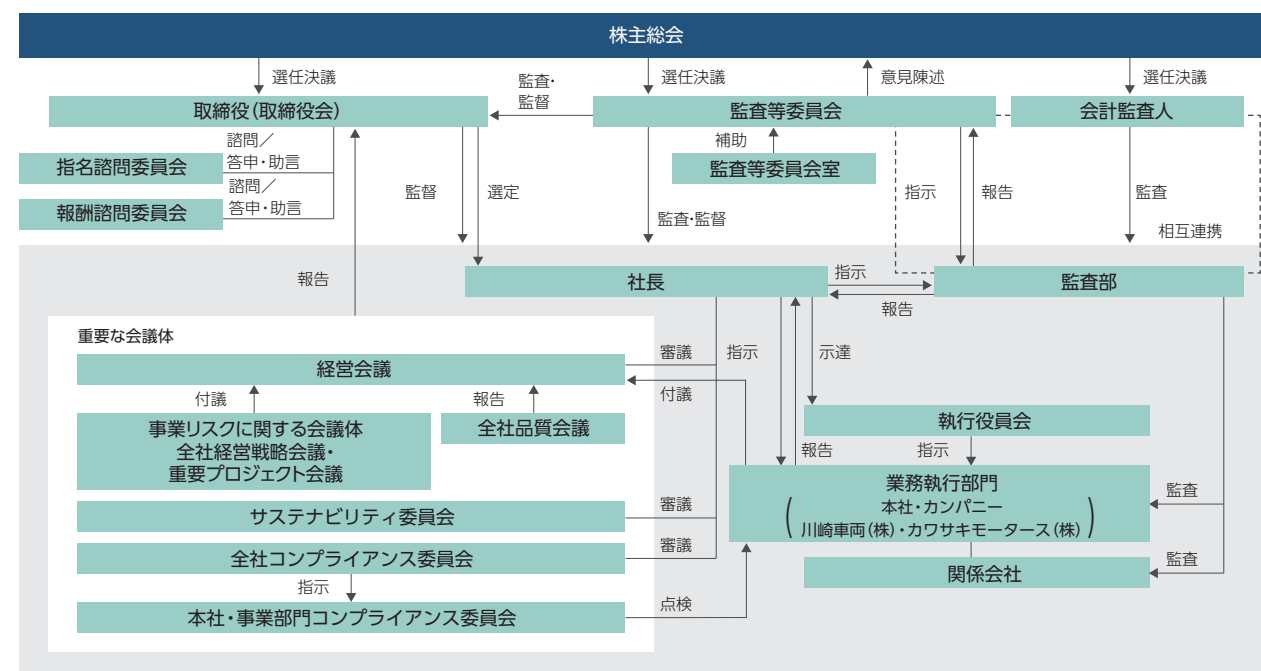 株主総会
選任決議
監査・
監督
選任決議
意見陳述
選任決議
取締役（取締役会）
監査等委員会
会計監査人
諮問／
答申・助言
指名諮問委員会
補助
監査等委員会室
諮問／
答申・助言
報酬諮問委員会
監督
選定
指示
報告
監査
監査・監督
相互連携
報告
社長
指示
監査部
報告
重要な会議体
経営会議
審議
指示
示達
付議
付議
報告
事業リスクに関する会議体
全社経営戦略会議・
重要プロジェクト会議
全社品質会議
執行役員会
報告
指示
業務執行部門
（本社・カンパニー
川崎車両（株）・カワサキモータース（株））
監査
サステナビリティ委員会
審議
全社コンプライアンス委員会
審議
関係会社
監査
指示
本社・事業部門コンプライアンス委員会
点検